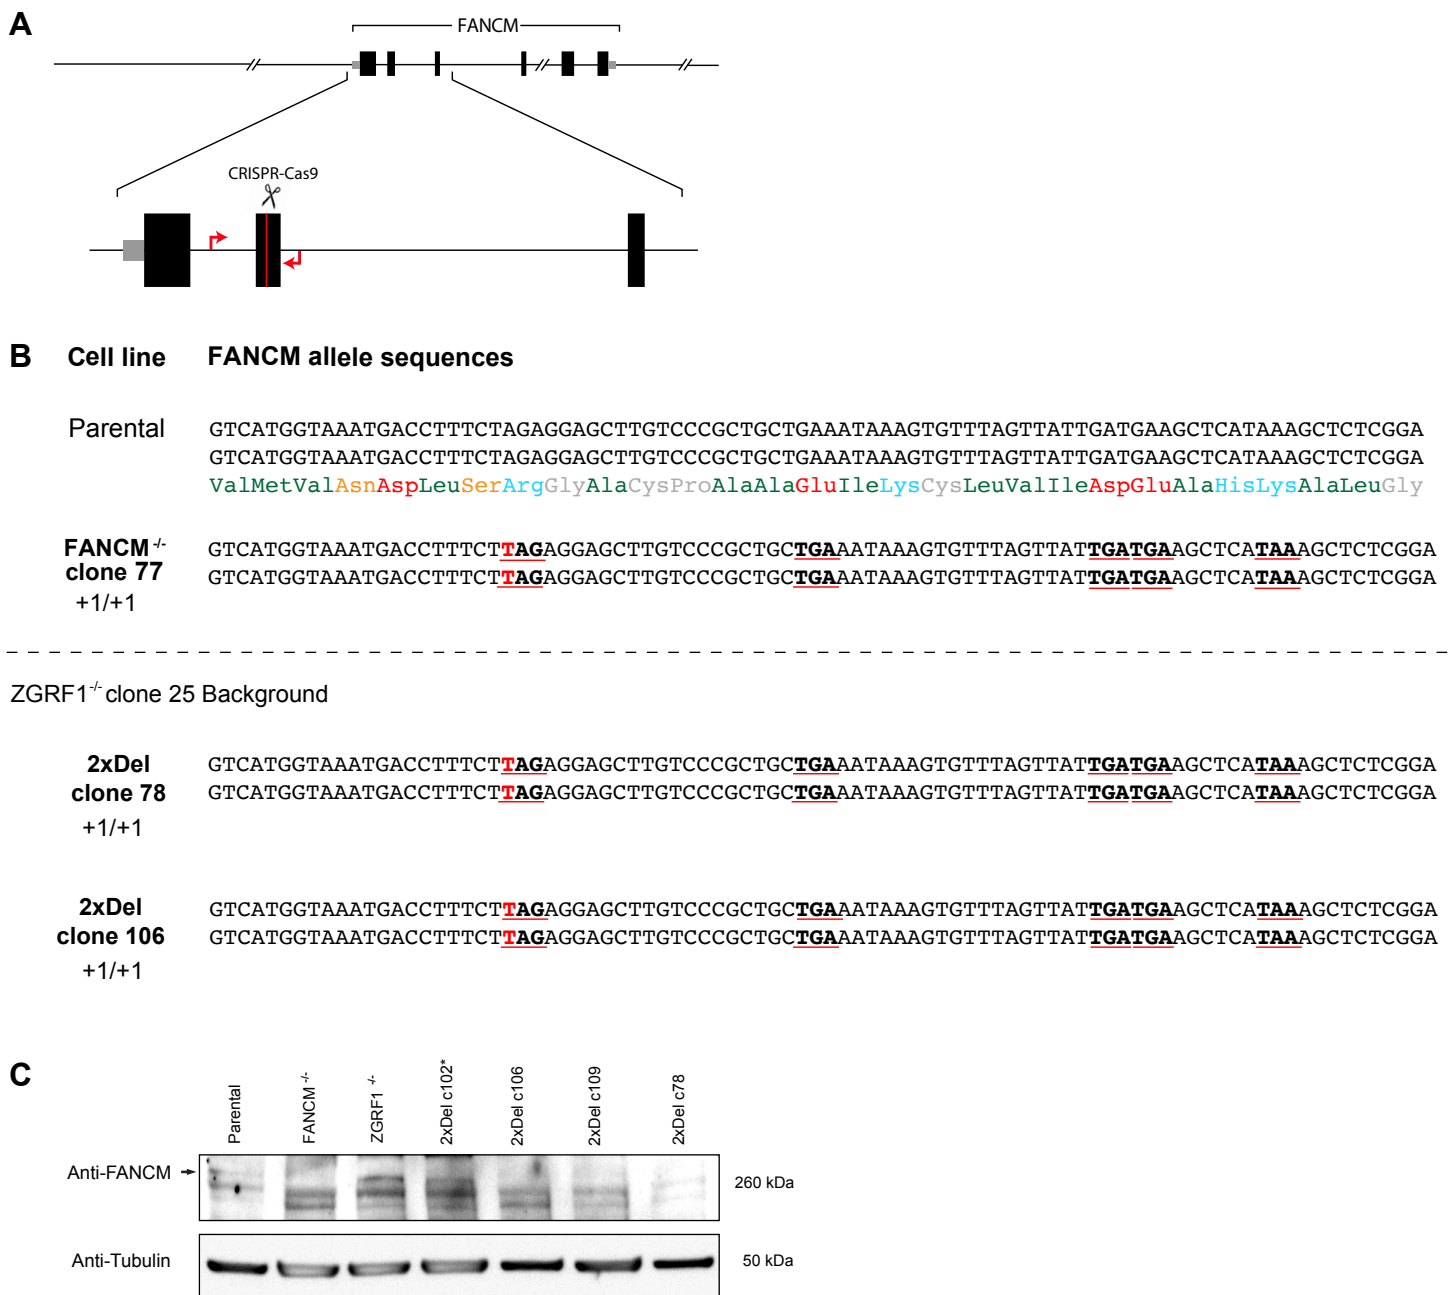 A
FANCM
CRISPR-Cas9
B Cell line FANCM allele sequences
Parental
GTCATGGTAAATGACCTTTCTAGAGGAGCTTGTCCCGCTGCTGAAATAAAGTGTTTAGTTATTGATGAAGCTCATAAAGCTCTCGGA
GTCATGGTAAATGACCTTTCTAGAGGAGCTTGTCCCGCTGCTGAAATAAAGTGTTTAGTTATTGATGAAGCTCATAAAGCTCTCGGA
ValMetValAsnAspLeuSerArgGlyAlaCysProAlaAlaGluIleLysCysLeuValIleAspGluAlaHisLysAlaLeuGly
FANCM -/-
clone 77
+1/+1
GTCATGGTAAATGACCTTTCTTAGAGGAGCTTGTCCCGCTGCTGAAATAAAGTGTTTAGTTATTGATGAAGCTCATAAAGCTCTCGGA
GTCATGGTAAATGACCTTTCTTAGAGGAGCTTGTCCCGCTGCTGAAATAAAGTGTTTAGTTATTGATGAAGCTCATAAAGCTCTCGGA
ZGRF1-/- clone 25 Background
2xDel
clone 78
+1/+1
GTCATGGTAAATGACCTTTCTTAGAGGAGCTTGTCCCGCTGCTGAAATAAAGTGTTTAGTTATTGATGAAGCTCATAAAGCTCTCGGA
GTCATGGTAAATGACCTTTCTTAGAGGAGCTTGTCCCGCTGCTGAAATAAAGTGTTTAGTTATTGATGAAGCTCATAAAGCTCTCGGA
2xDel
clone 106
+1/+1
GTCATGGTAAATGACCTTTCTTAGAGGAGCTTGTCCCGCTGCTGAAATAAAGTGTTTAGTTATTGATGAAGCTCATAAAGCTCTCGGA
GTCATGGTAAATGACCTTTCTTAGAGGAGCTTGTCCCGCTGCTGAAATAAAGTGTTTAGTTATTGATGAAGCTCATAAAGCTCTCGGA
C
Parental
FANCM -/-
ZGRF1 -/-
2xDel c102*
2xDel c106
2xDel c109
2xDel c78
Anti-FANCM
260 kDa
Anti-Tubulin
50 kDa